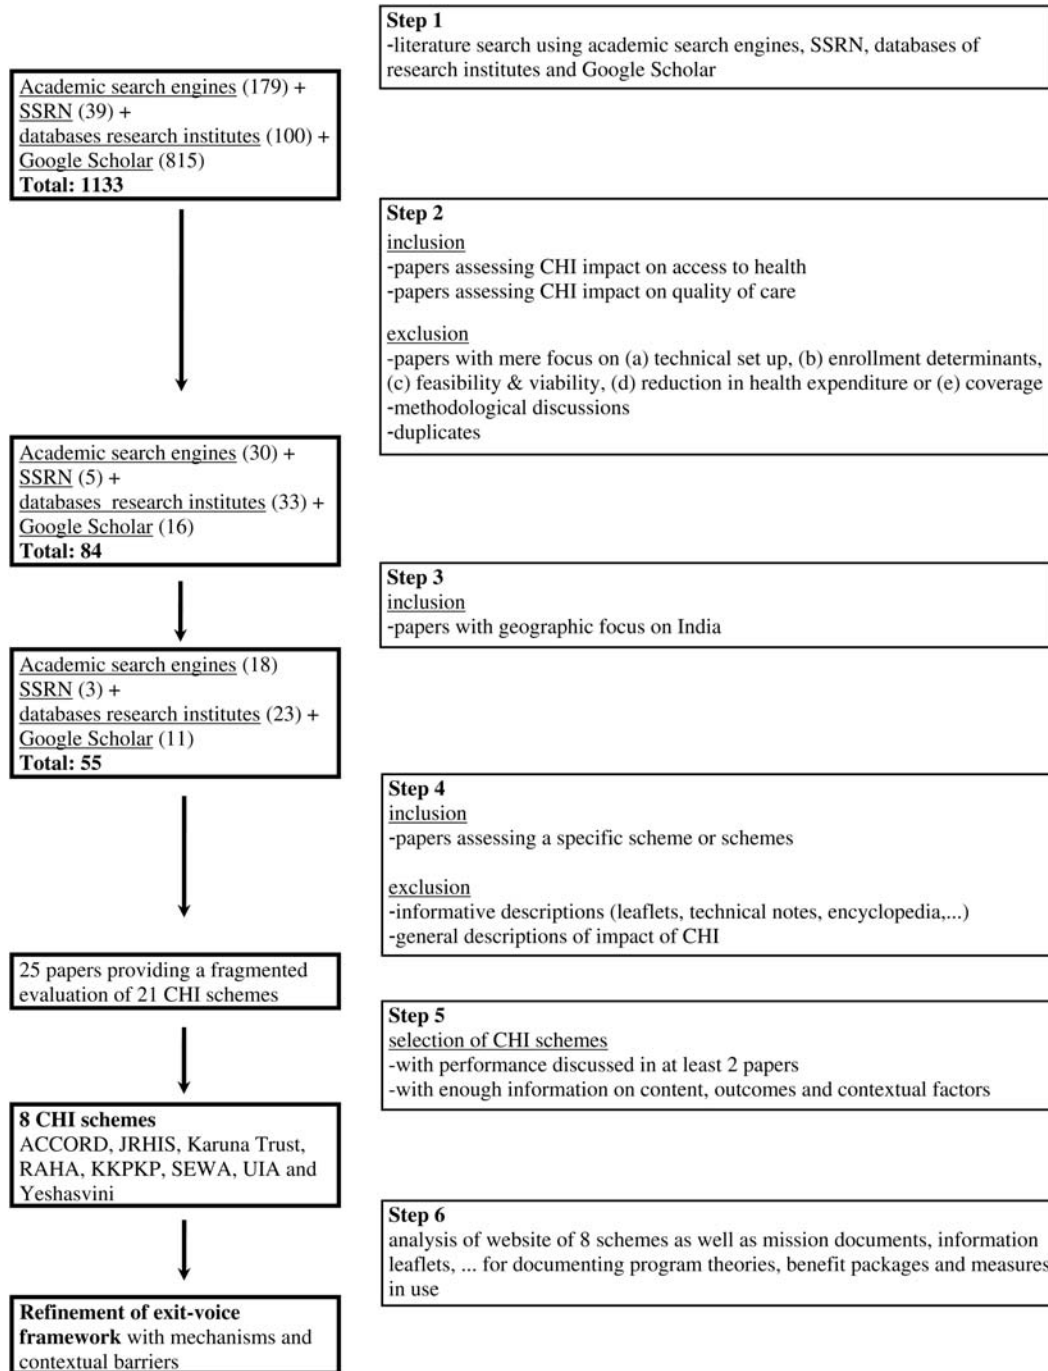 Step 1
-literature search using academic search engines, SSRN, databases of
research institutes and Google Scholar
Academic search engines (179) +
SSRN (39) +
databases research institutes (100) +
Google Scholar (815)
Total: 1133
Step 2
inclusion
-papers assessing CHI impact on access to health
-papers assessing CHI impact on quality of care
exclusion
-papers with mere focus on (a) technical set up, (b) enrollment determinants,
(c) feasibility & viability, (d) reduction in health expenditure or (e) coverage
-methodological discussions
-duplicates
Academic search engines (30) +
SSRN (5) +
databases research institutes (33) +
Google Scholar (16)
Total: 84
Step 3
inclusion
-papers with geographic focus on India
Academic search engines (18)
SSRN (3) +
databases research institutes (23) +
Google Scholar (11)
Total: 55
Step 4
inclusion
-papers assessing a specific scheme or schemes
exclusion
-informative descriptions (leaflets, technical notes, encyclopedia,...)
-general descriptions of impact of CHI
25 papers providing a fragmented
evaluation of 21 CHI schemes
Step 5
selection of CHI schemes
-with performance discussed in at least 2 papers
-with enough information on content, outcomes and contextual factors
8 CHI schemes
ACCORD, JRHIS, Karuna Trust,
RAHA, KKPKP, SEWA, UIA and
Yeshasvini
Step 6
analysis of website of 8 schemes as well as mission documents, information
leaflets, ... for documenting program theories, benefit packages and measures
in use
Refinement of exit-voice
framework with mechanisms and
contextual barriers